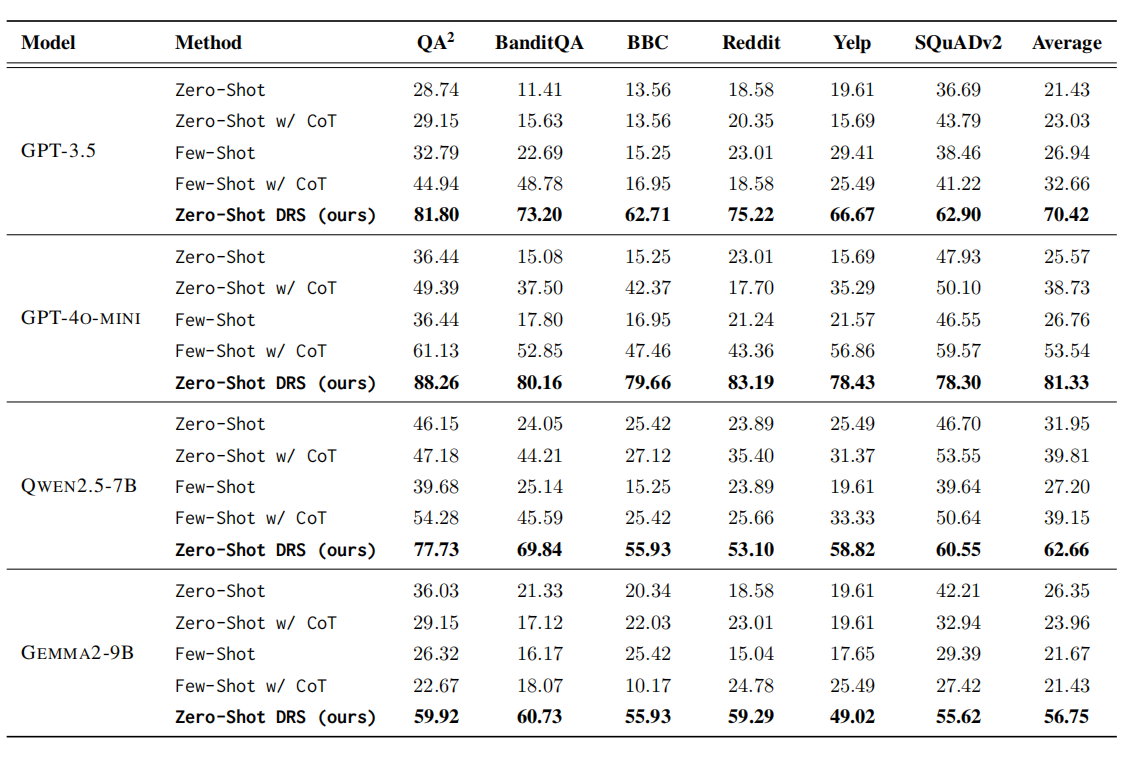 Model Method QA² BanditQA BBC Reddit Yelp SQuADv2 Average
Zero-Shot 28.74 11.41 13.56 18.58 19.61 36.69 21.43
Zero-Shot w/ CoT 29.15 15.63 13.56 20.35 15.69 43.79 23.03
GPT-3.5 Few-Shot 32.79 22.69 15.25 23.01 29.41 38.46 26.94
Few-Shot w/ CoT 44.94 48.78 16.95 18.58 25.49 41.22 32.66
Zero-Shot DRS (ours) 81.80 73.20 62.71 75.22 66.67 62.90 70.42
Zero-Shot 36.44 15.08 15.25 23.01 15.69 47.93 25.57
Zero-Shot w/ CoT 49.39 37.50 42.37 17.70 35.29 50.10 38.73
GPT-4O-MINI Few-Shot 36.44 17.80 16.95 21.24 21.57 46.55 26.76
Few-Shot w/ CoT 61.13 52.85 47.46 43.36 56.86 59.57 53.54
Zero-Shot DRS (ours) 88.26 80.16 79.66 83.19 78.43 78.30 81.33
Zero-Shot 46.15 24.05 25.42 23.89 25.49 46.70 31.95
Zero-Shot w/ CoT 47.18 44.21 27.12 35.40 31.37 53.55 39.81
QWEN2.5-7B Few-Shot 39.68 25.14 15.25 23.89 19.61 39.64 27.20
Few-Shot w/ CoT 54.28 45.59 25.42 25.66 33.33 50.64 39.15
Zero-Shot DRS (ours) 77.73 69.84 55.93 53.10 58.82 60.55 62.66
Zero-Shot 36.03 21.33 20.34 18.58 19.61 42.21 26.35
Zero-Shot w/ CoT 29.15 17.12 22.03 23.01 19.61 32.94 23.96
GEMMA2-9B Few-Shot 26.32 16.17 25.42 15.04 17.65 29.39 21.67
Few-Shot w/ CoT 22.67 18.07 10.17 24.78 25.49 27.42 21.43
Zero-Shot DRS (ours) 59.92 60.73 55.93 59.29 49.02 55.62 56.75